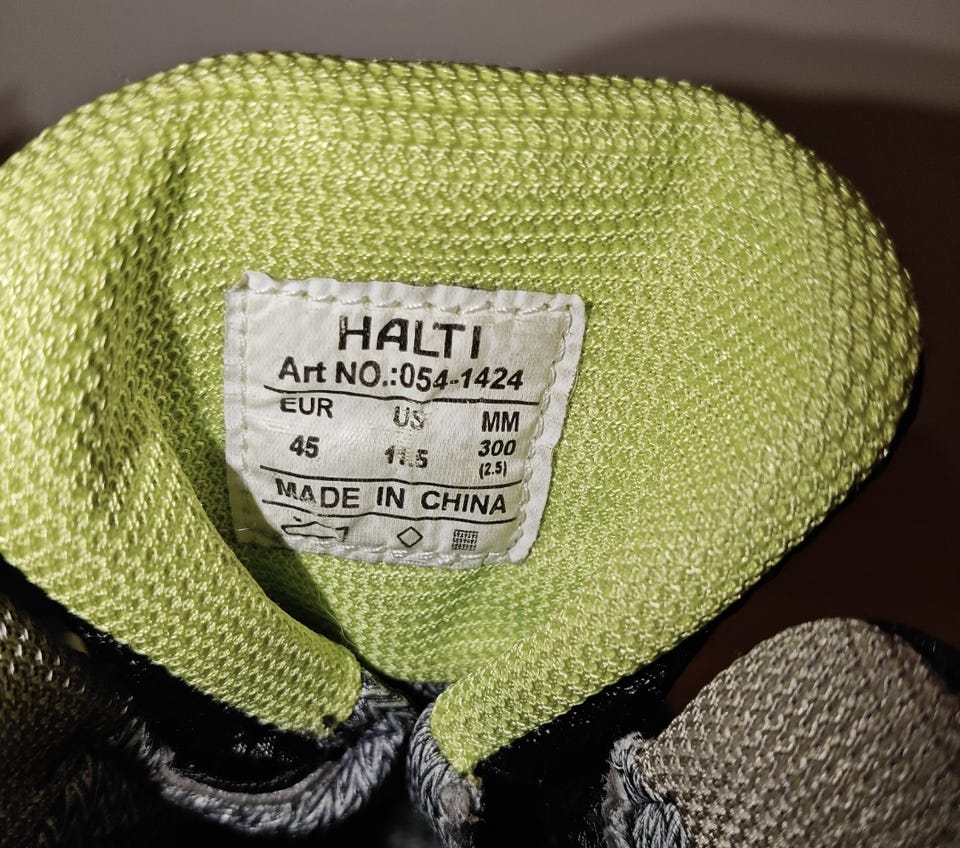 HALTI
Art NO.:054-1424
EUR US MM
45 11.5 300
(2.5)
MADE IN CHINA